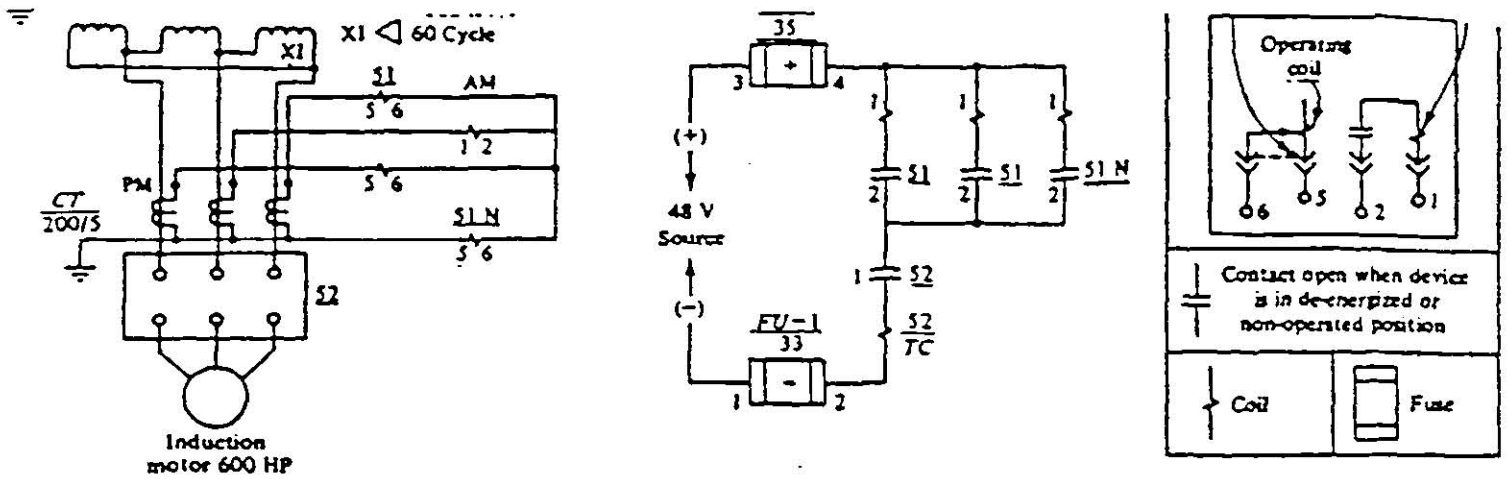 X1 60 Cycle
X1
51
5 6
AM
1 2
5 6
PM
CT
200/5
51 N
5 6
52
Induction
motor 600 HP
35
3 + 4
(+)
48 V
Source
(−)
1 1 1
51 51 51 N
2 2 2
1 52
52
TC
FU-1
33
1 − 2
Operating
coil
6 5 2 1
Contact open when device
is in de-energized or
non-operated position
Coil
Fuse